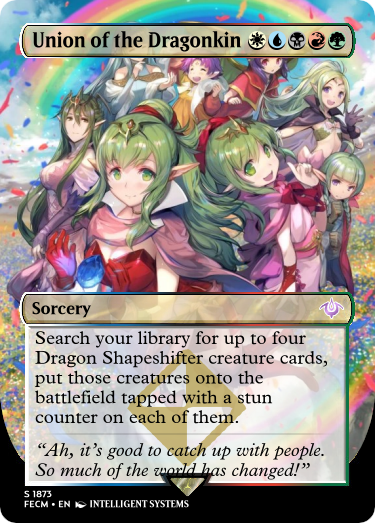 Union of the Dragonkin
Sorcery
Search your library for up to four
Dragon Shapeshifter creature cards,
put those creatures onto the
battlefield tapped with a stun
counter on each of them.
“Ah, it’s good to catch up with people.
So much of the world has changed!”
S 1873
FECM • EN INTELLIGENT SYSTEMS